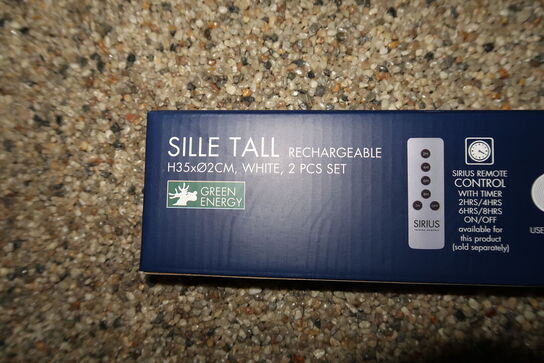 SILLE TALL RECHARGEABLE
H35xØ2CM, WHITE, 2 PCS SET
GREEN
ENERGY
SIRIUS
SIRIUS REMOTE
CONTROL
WITH TIMER
2HRS/4HRS
6HRS/8HRS
ON/OFF
available for
this product
(sold separately)